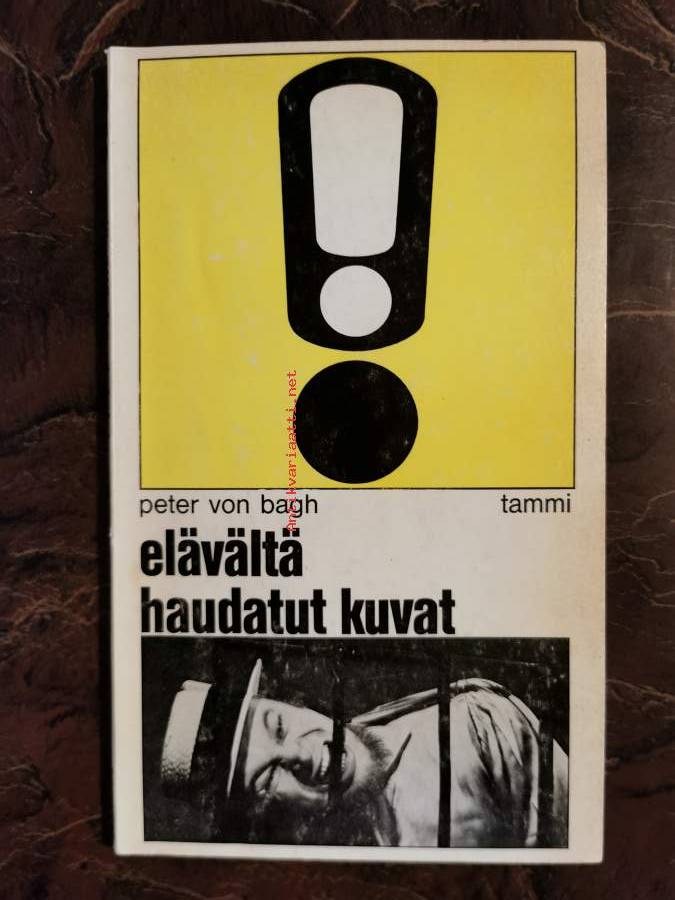 peter von bagh tammi
elävältä
haudatut kuvat
antikvariaatti.net